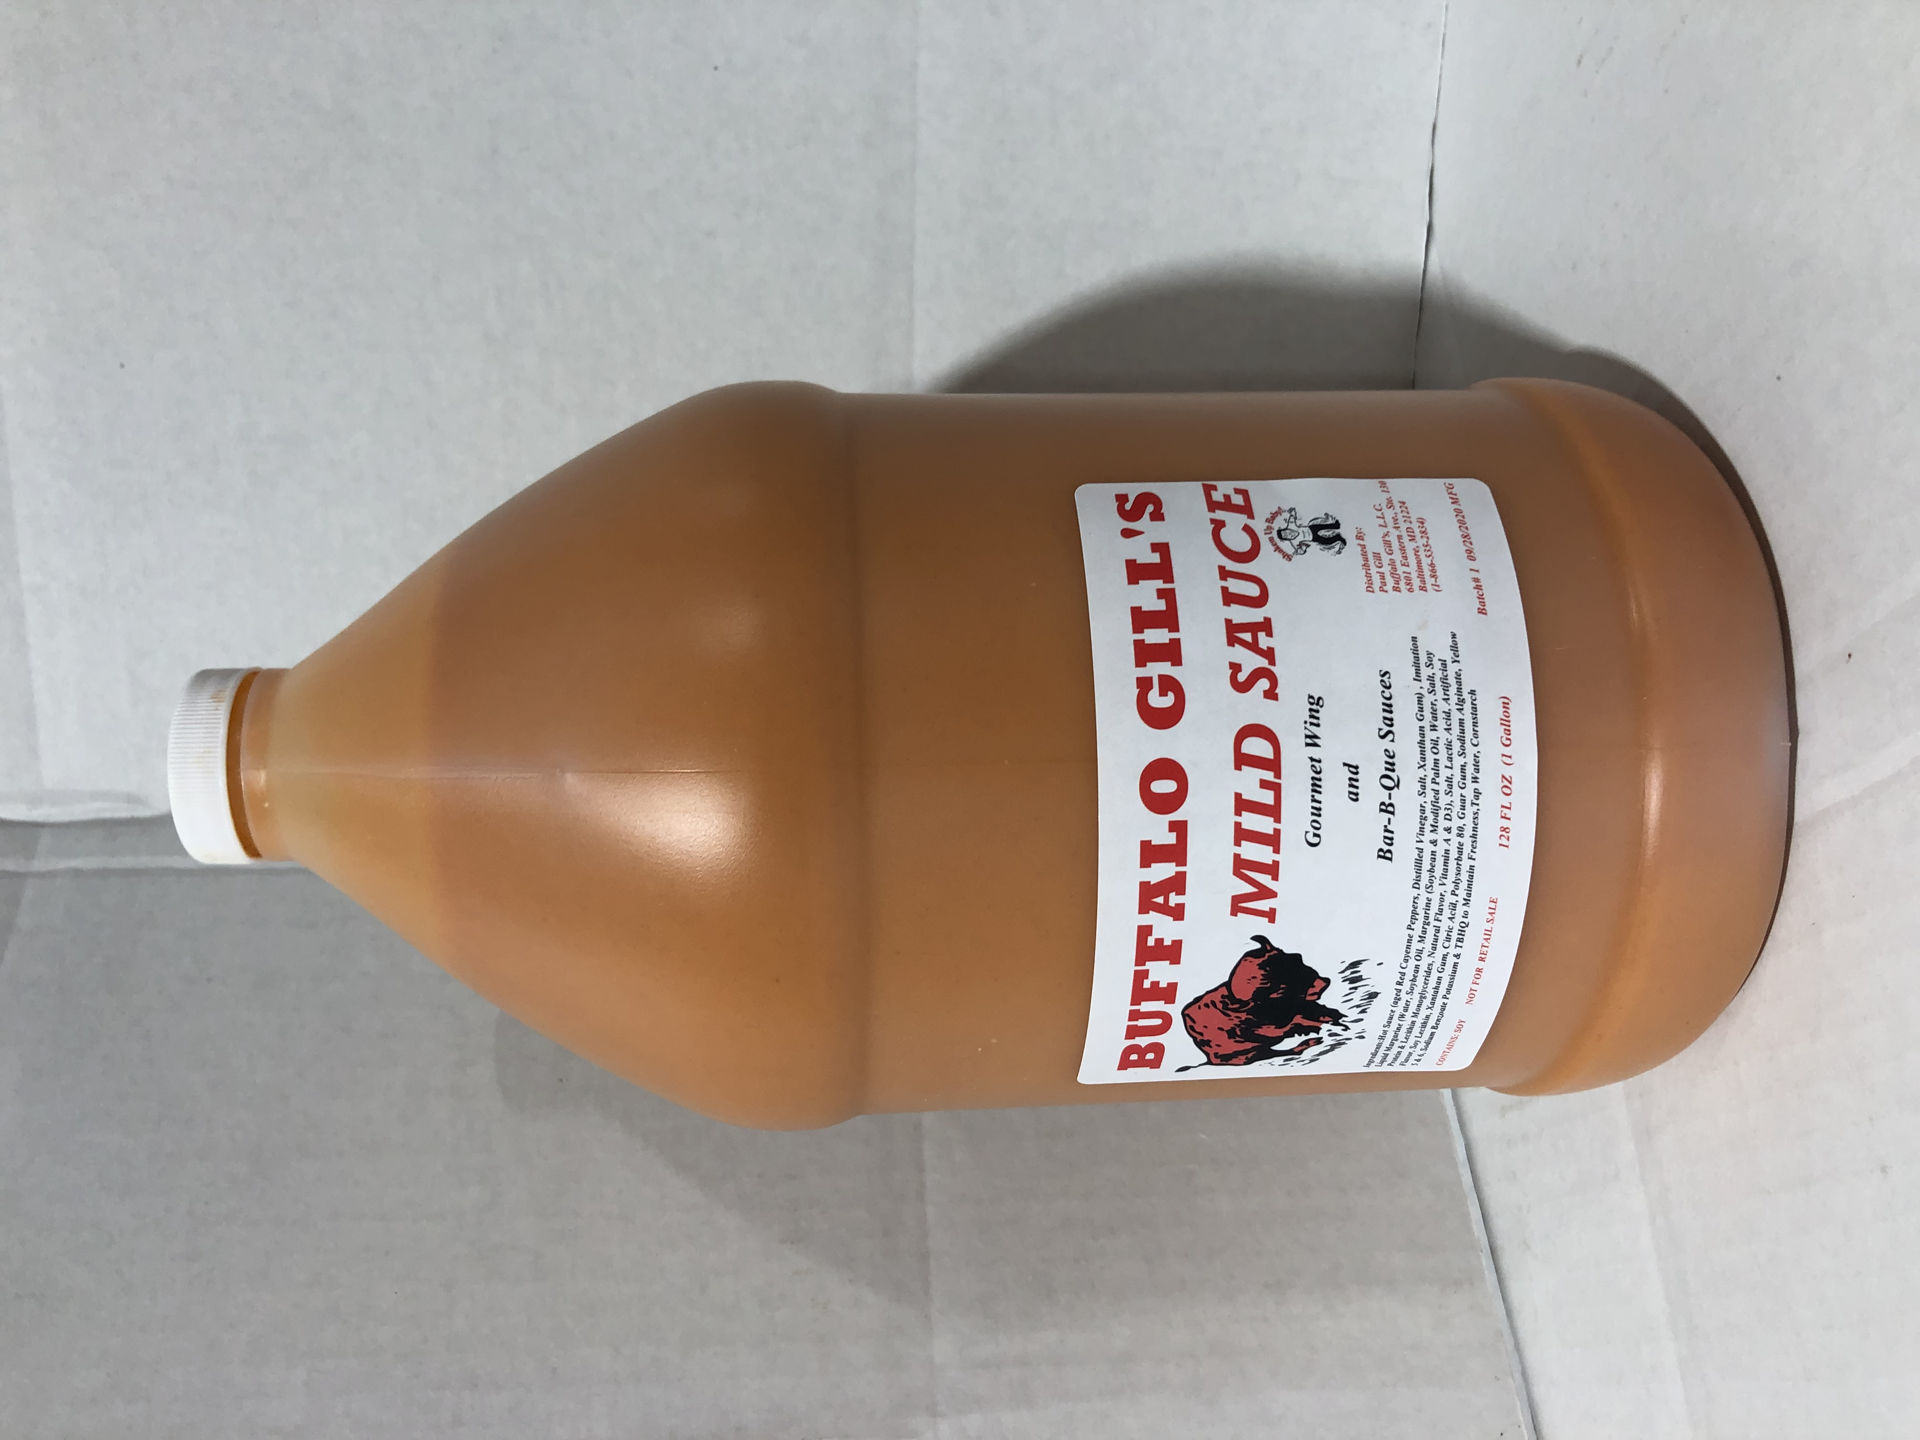 BUFFALO GILL'S
MILD SAUCE
Gourmet Wing
and
Bar-B-Que Sauces
Distributed By:
Paul Gill
Buffalo Gill's, L.L.C.
6801 Eastern Ave., Ste. 130
Baltimore, MD 21224
(1-866-535-2834)
Ingredients:Hot Sauce (aged Red Cayenne Peppers, Distilled Vinegar, Salt, Xanthan Gum) , Imitation
Liquid Margarine (Water, Soybean Oil, Margarine (Soybean & Modified Palm Oil, Water, Salt, Soy
Protein & Lecithin Monoglycerides, Natural Flavor, Vitamin A & D3), Salt, Lactic Acid, Artificial
Flavor, Soy Lecithin, Xantahan Gum, Citric Acid, Polysorbate 80, Guar Gum, Sodium Alginate, Yellow
5 & 6, Sodium Benzoate Potassium & TBHQ to Maintain Freshness,Tap Water, Cornstarch
Batch# 1 09/28/2020 MFG
CONTAINS: SOY NOT FOR RETAIL SALE 128 FL OZ (1 Gallon)